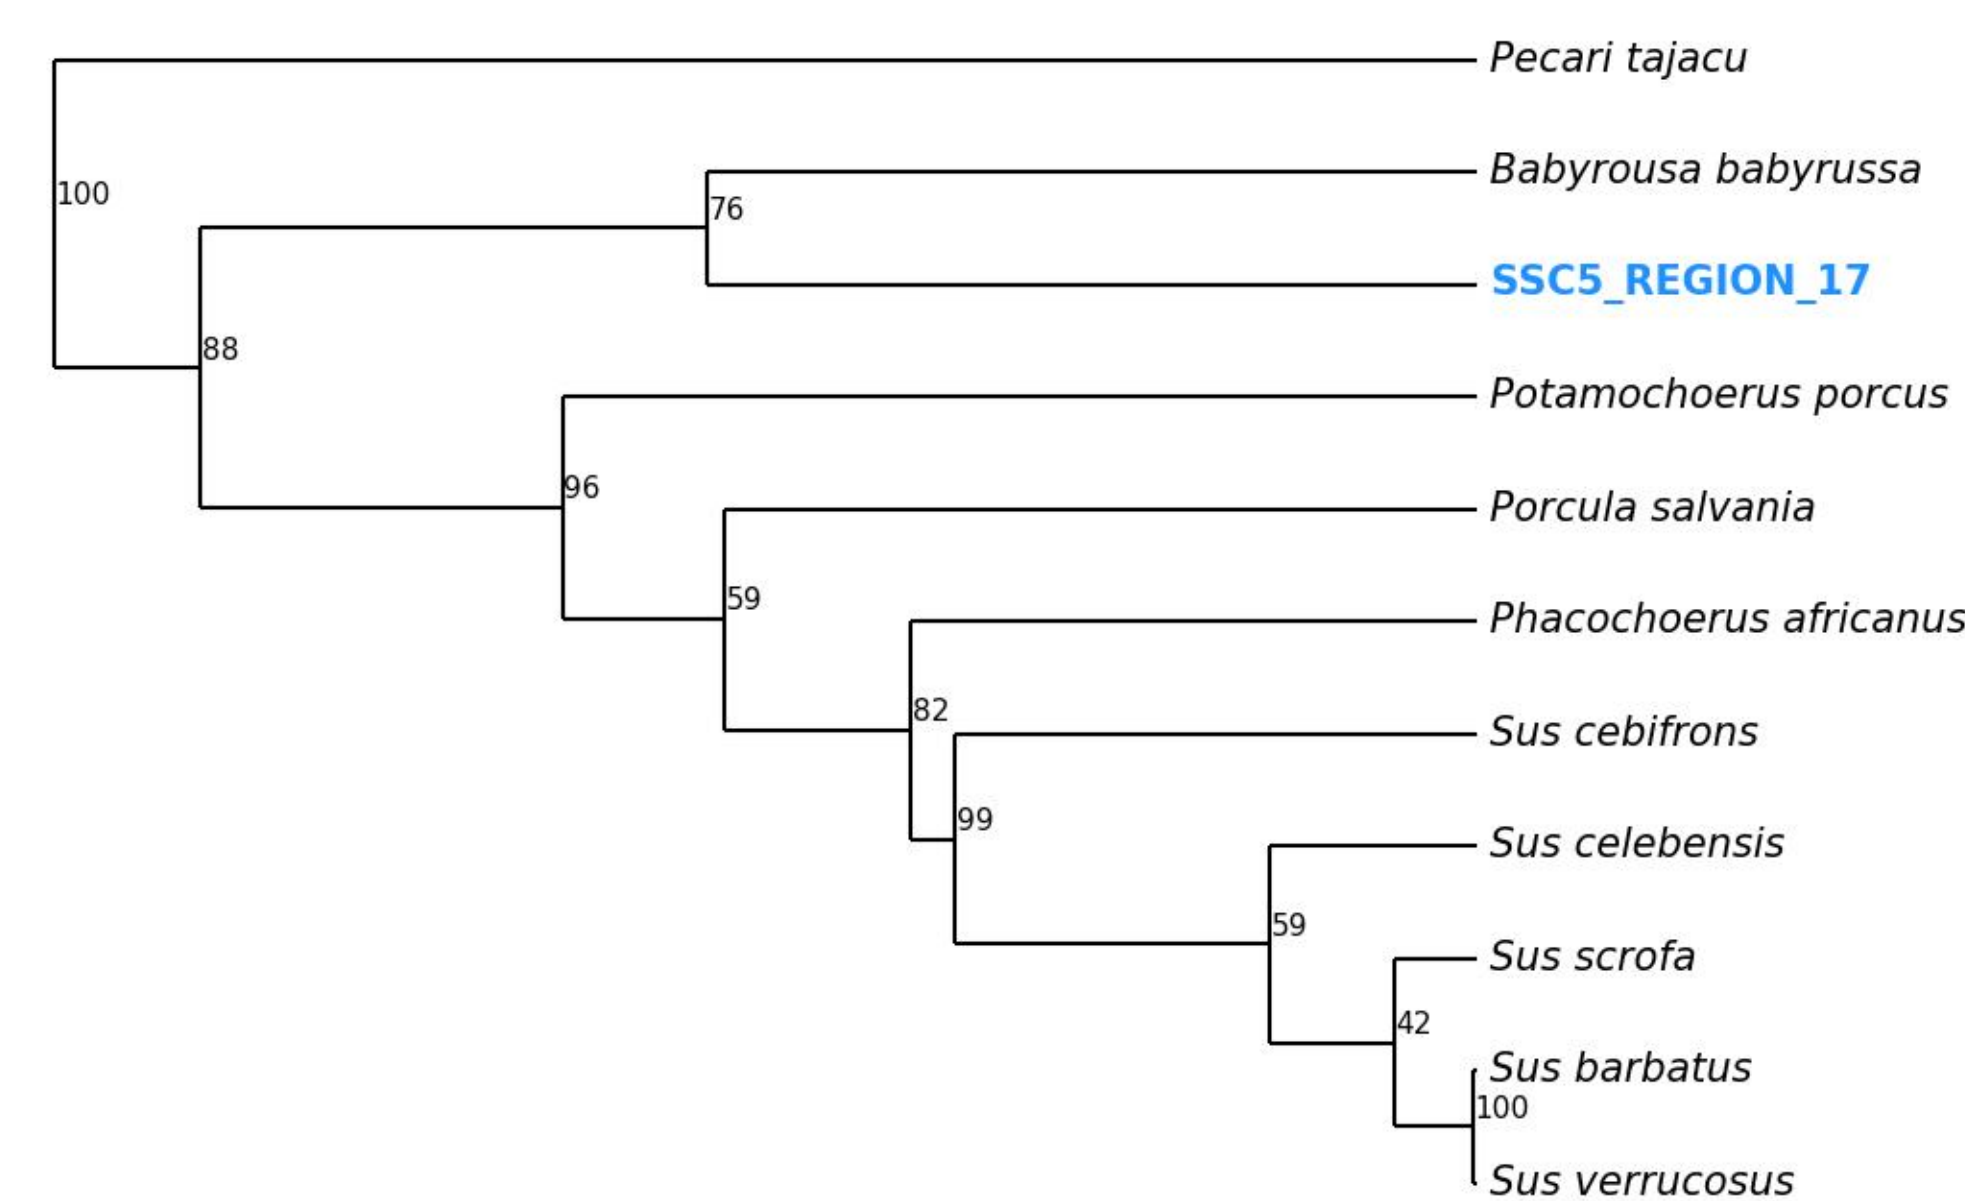 Pecari tajacu
Babyrousa babyrussa
100
76
SSC5_REGION_17
88
Potamochoerus porcus
96
Porcula salvania
59
Phacochoerus africanus
82
Sus cebifrons
99
Sus celebensis
59
Sus scrofa
42
Sus barbatus
100
Sus verrucosus